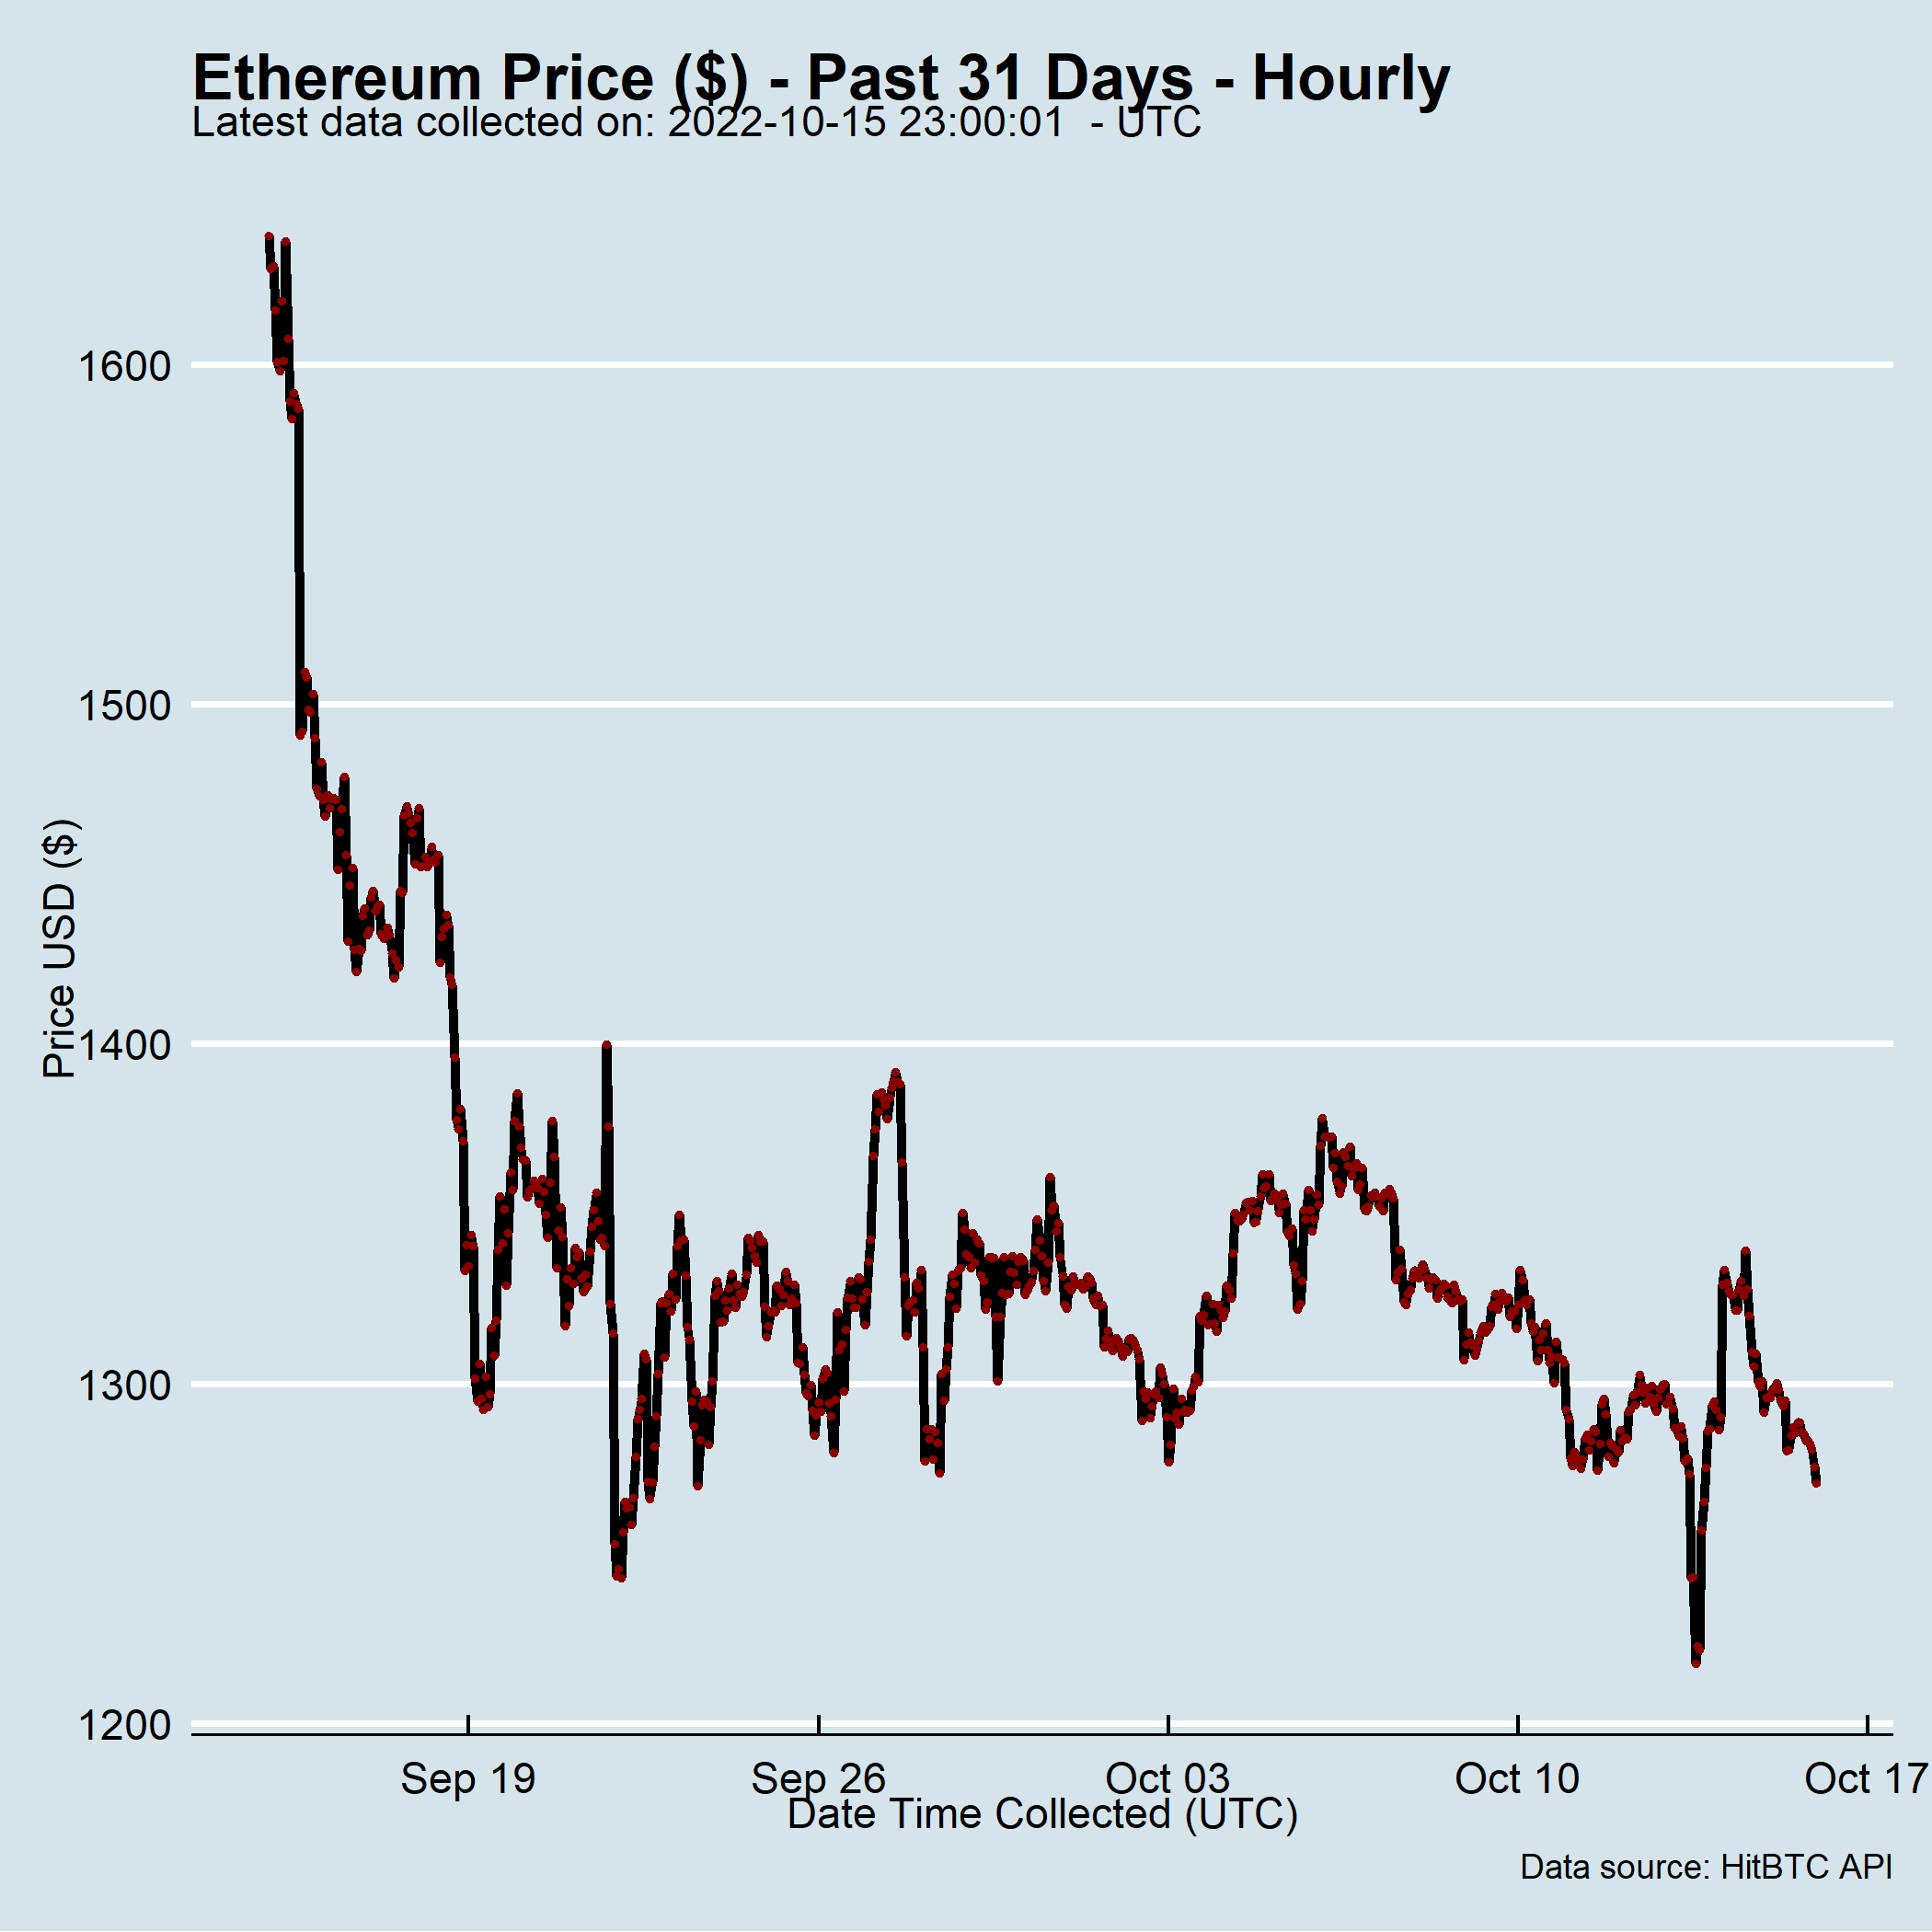 Ethereum Price ($) - Past 31 Days - Hourly
Latest data collected on: 2022-10-15 23:00:01  - UTC
Price USD ($)
1600
1500
1400
1300
1200
Sep 19
Sep 26
Oct 03
Oct 10
Oct 17
Date Time Collected (UTC)
Data source: HitBTC API